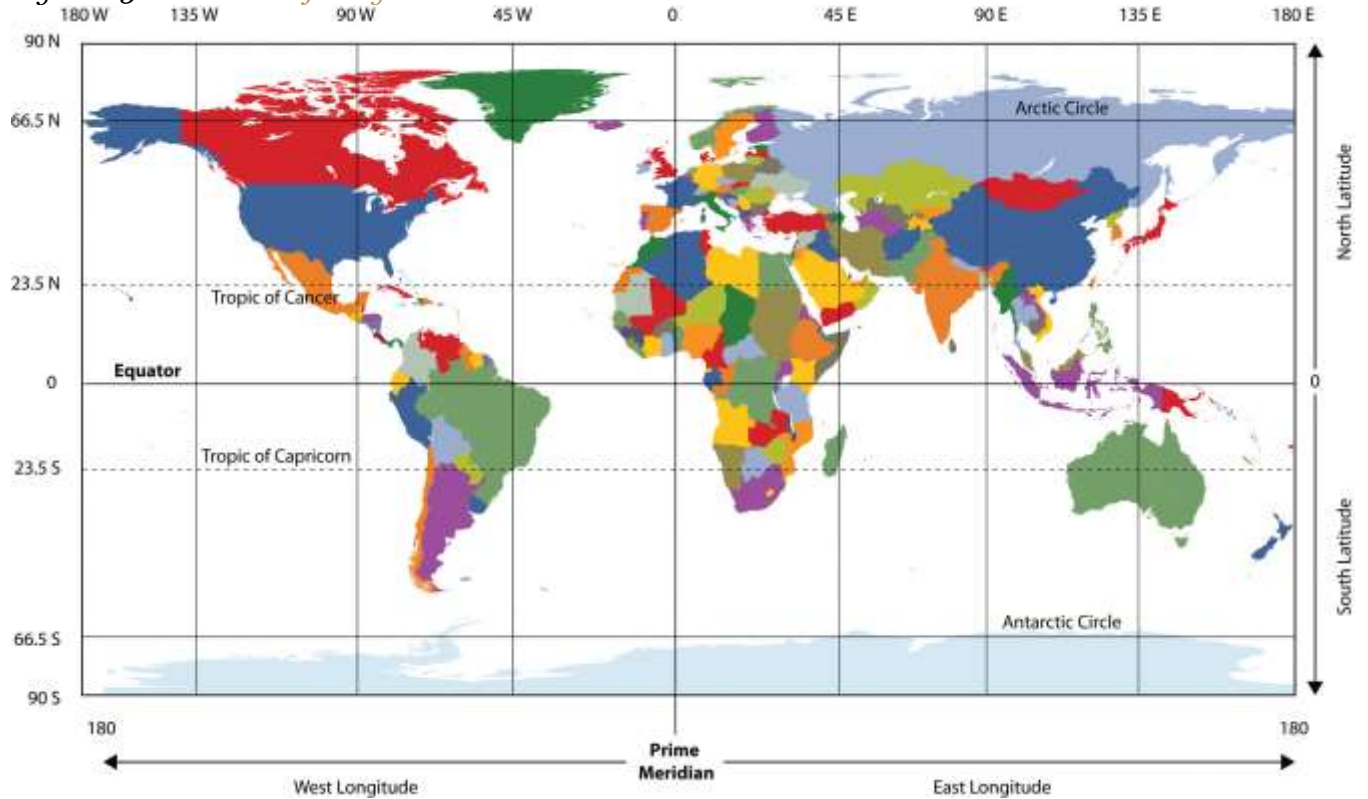 180 W 135 W 90 W 45 W 0 45 E 90 E 135 E 180 E
90 N
Arctic Circle
66.5 N
North Latitude
23.5 N
Tropic of Cancer
Equator
0 0
Tropic of Capricorn
23.5 S
South Latitude
Antarctic Circle
66.5 S
90 S
180 180
Prime
Meridian
West Longitude East Longitude